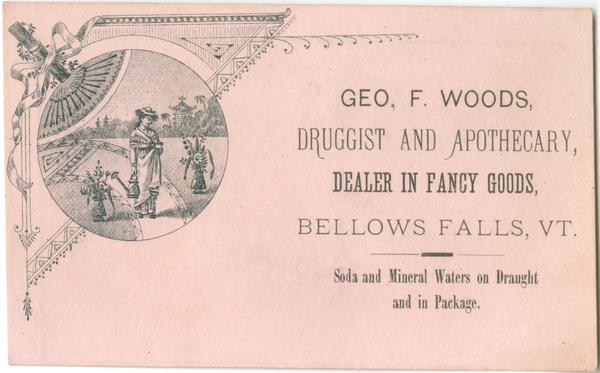 GEO. F. WOODS,
DRUGGIST AND APOTHECARY,
DEALER IN FANCY GOODS,
BELLOWS FALLS, VT.
Soda and Mineral Waters on Draught
and in Package.